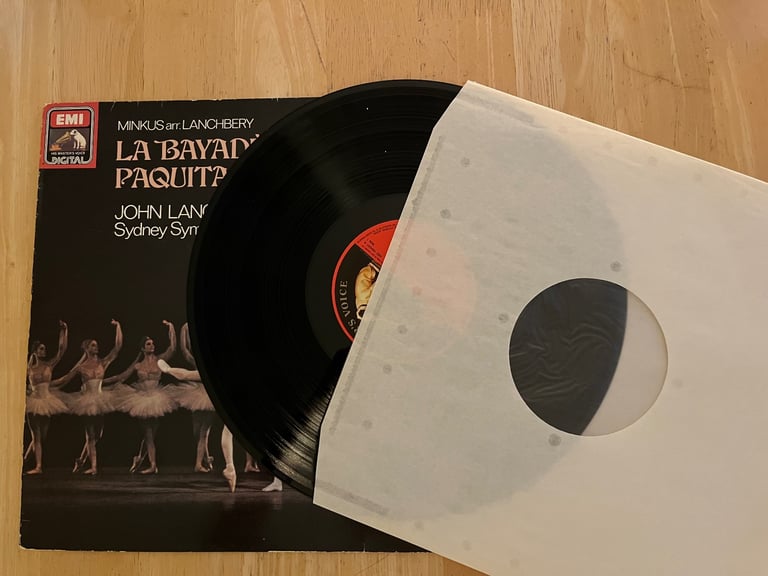 EMI
HIS MASTER'S VOICE
DIGITAL
MINKUS arr. LANCHBERY
LA BAYAD
PAQUITA
JOHN LANC
Sydney Sym
'S VOICE